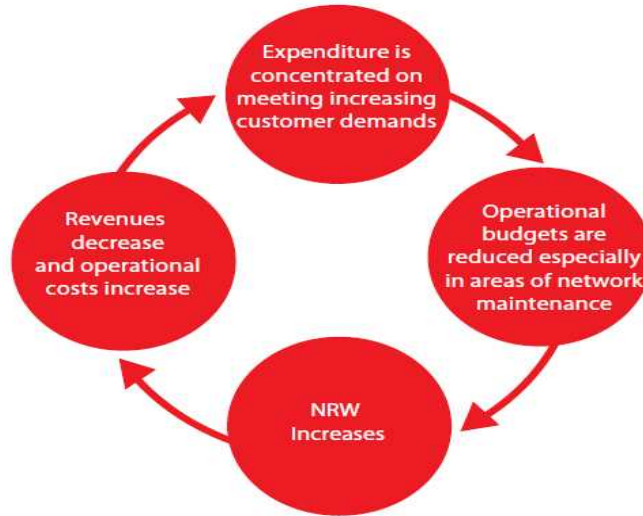 Expenditure is
concentrated on
meeting increasing
customer demands
Operational
budgets are
reduced especially
in areas of network
maintenance
NRW
Increases
Revenues
decrease
and operational
costs increase